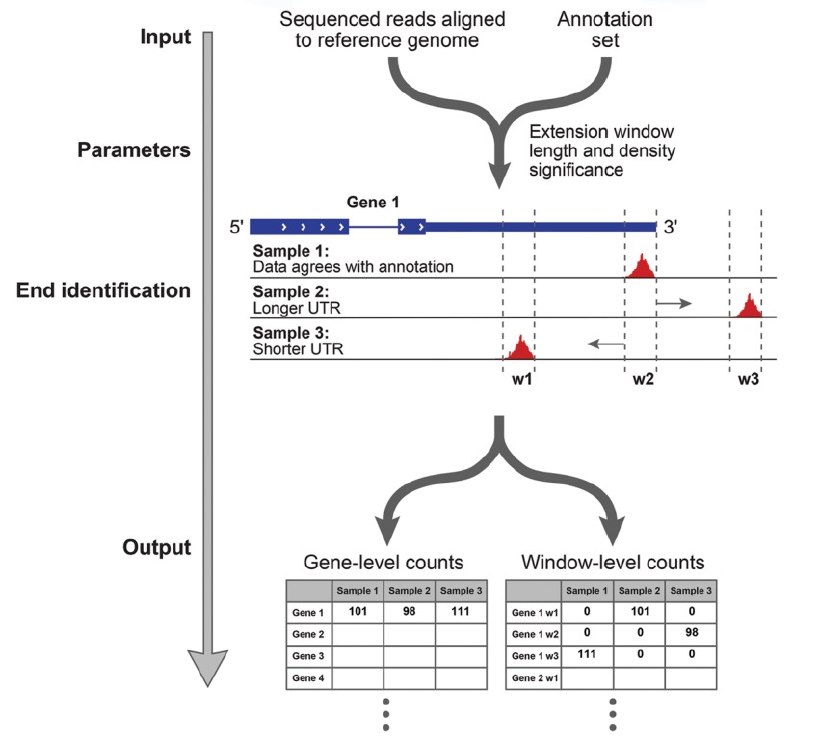 Input
Sequenced reads aligned
to reference genome
Annotation
set
Parameters
Extension window
length and density
significance
Gene 1
5'
3'
End identification
Sample 1:
Data agrees with annotation
Sample 2:
Longer UTR
Sample 3:
Shorter UTR
w1 w2 w3
Output
Gene-level counts
Sample 1 Sample 2 Sample 3
Gene 1 101 98 111
Gene 2
Gene 3
Gene 4
Window-level counts
Sample 1 Sample 2 Sample 3
Gene 1 w1 0 101 0
Gene 1 w2 0 0 98
Gene 1 w3 111 0 0
Gene 2 w1